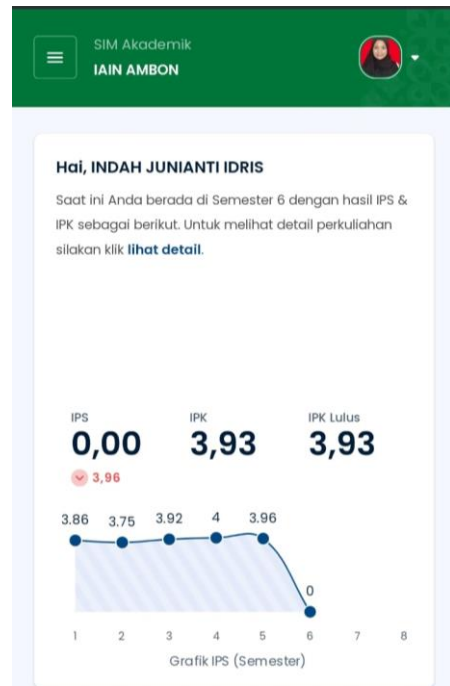 SIM Akademik
IAIN AMBON
Hai, INDAH JUNIANTI IDRIS
Saat ini Anda berada di Semester 6 dengan hasil IPS &
IPK sebagai berikut. Untuk melihat detail perkuliahan
silakan klik lihat detail.
IPS IPK IPK Lulus
0,00 3,93 3,93
3,96
3.86 3.75 3.92 4 3.96
0
1 2 3 4 5 6 7 8
Grafik IPS (Semester)